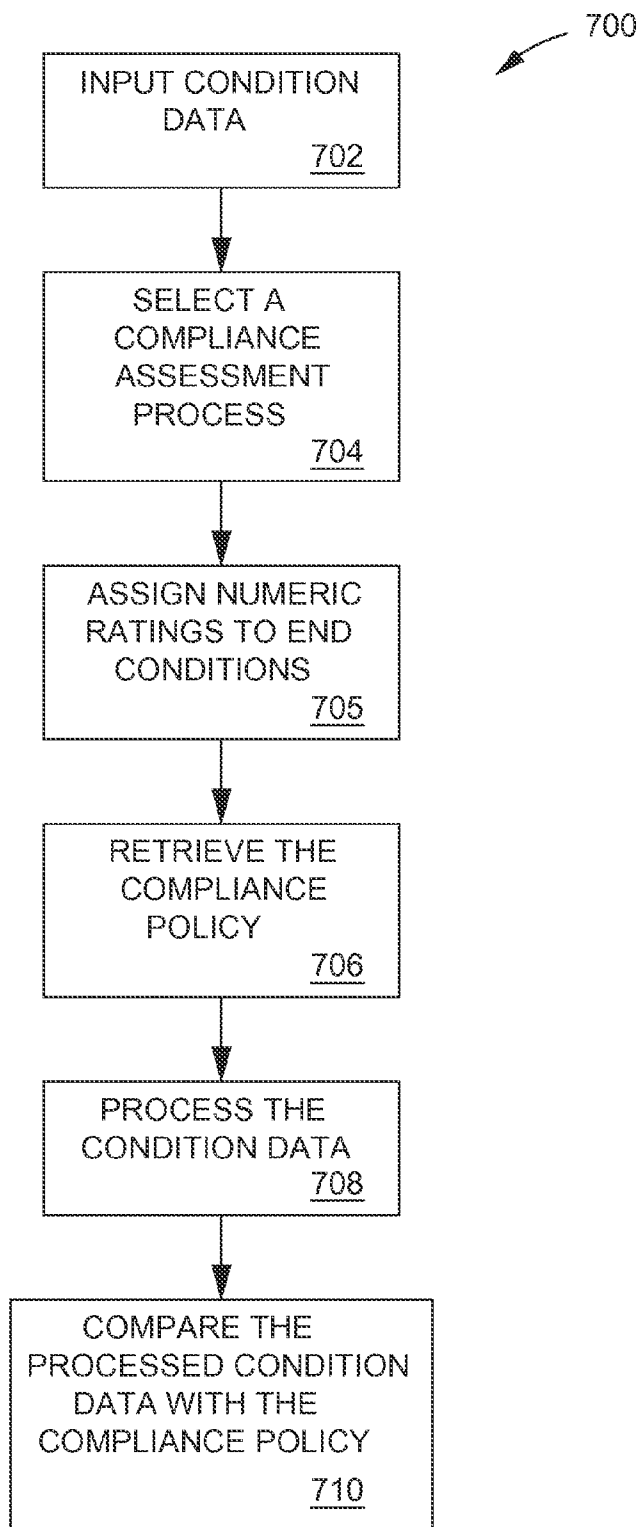 700
INPUT CONDITION
DATA
702
SELECT A
COMPLIANCE
ASSESSMENT
PROCESS
704
ASSIGN NUMERIC
RATINGS TO END
CONDITIONS
705
RETRIEVE THE
COMPLIANCE
POLICY
706
PROCESS THE
CONDITION DATA
708
COMPARE THE
PROCESSED CONDITION
DATA WITH THE
COMPLIANCE POLICY
710